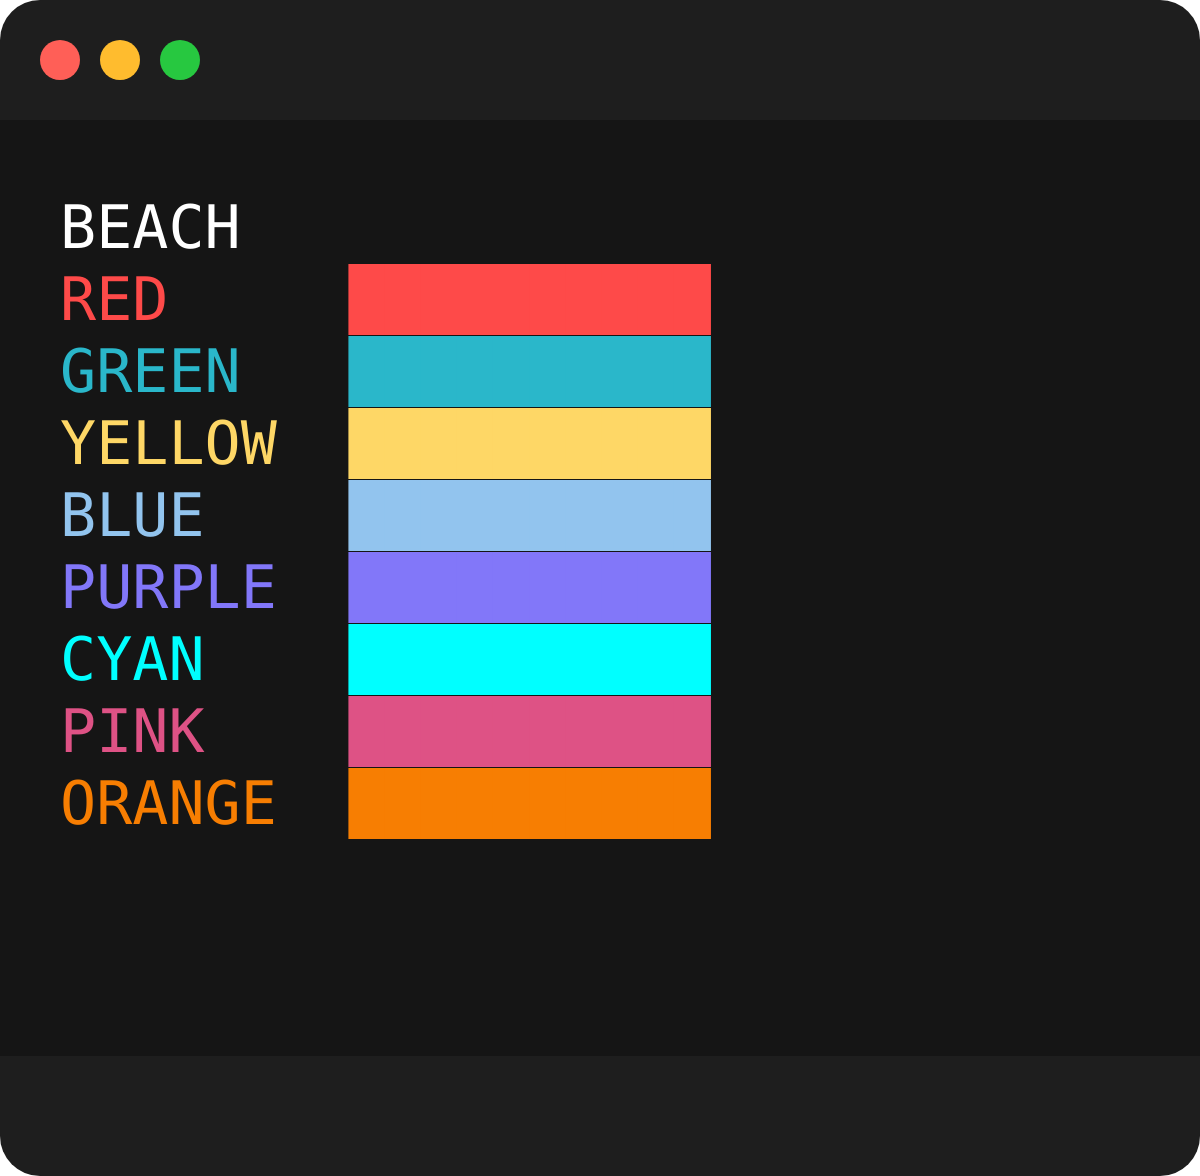 BEACH
RED
GREEN
YELLOW
BLUE
PURPLE
CYAN
PINK
ORANGE